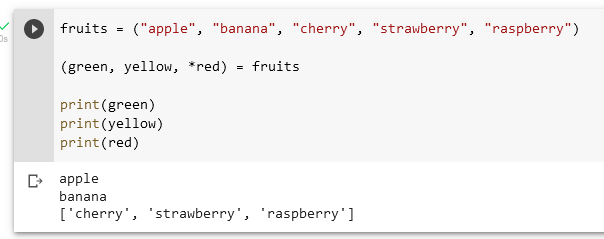 fruits = ("apple", "banana", "cherry", "strawberry", "raspberry")
(green, yellow, *red) = fruits
print(green)
print(yellow)
print(red)
apple
banana
['cherry', 'strawberry', 'raspberry']